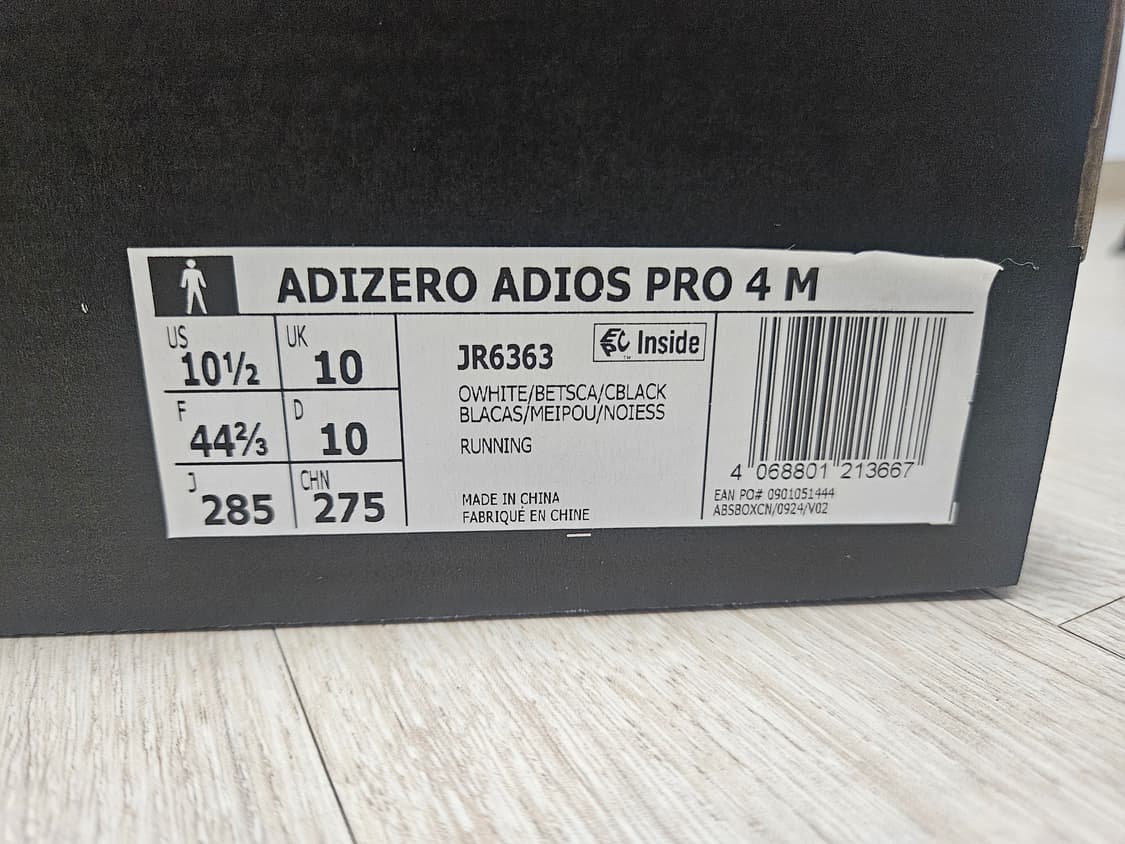 ADIZERO ADIOS PRO 4 M
US
10½
UK
10
F
44⅔
D
10
J
285
CHN
275
JR6363
EPC Inside
TM
OWHITE/BETSCA/CBLACK
BLACAS/MEIPOU/NOIESS
RUNNING
MADE IN CHINA
FABRIQUÉ EN CHINE
4 068801 213667
EAN PO# 0901051444
ABSBOXCN/0924/V02